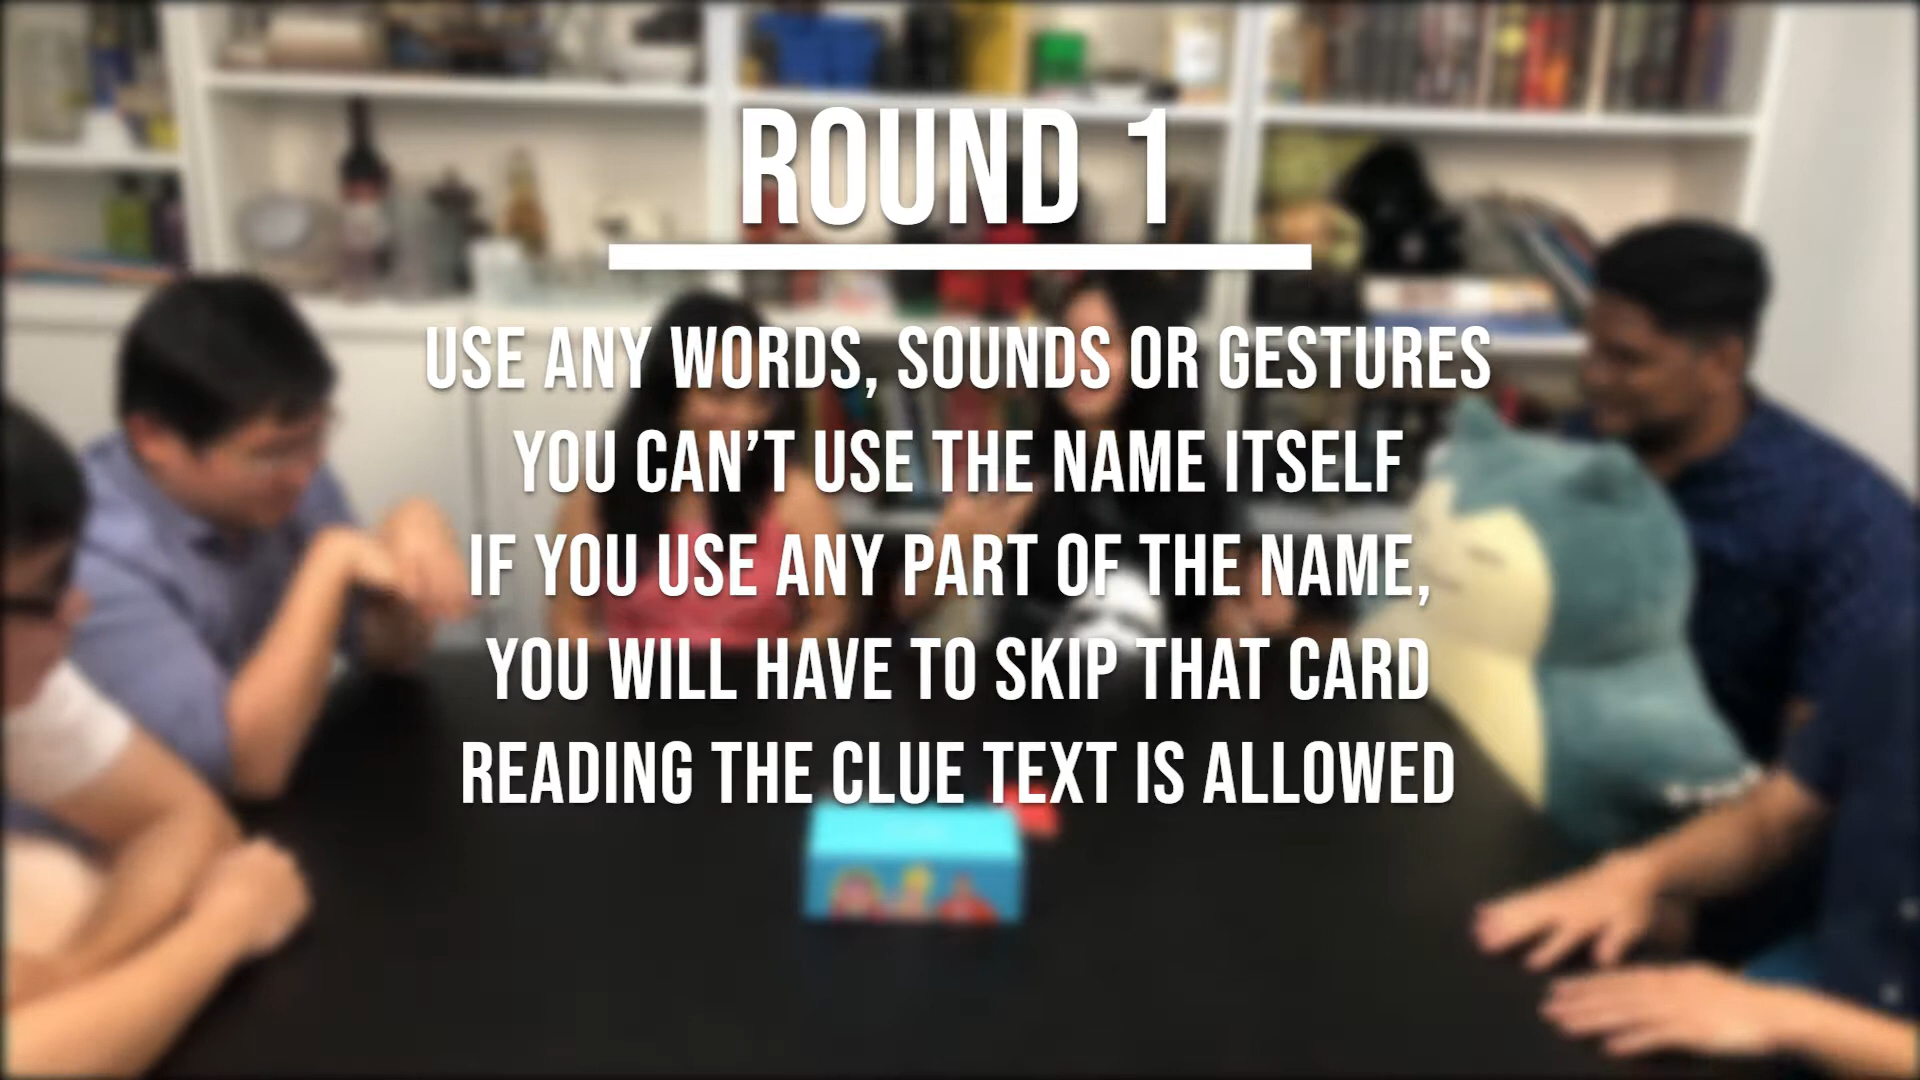 ROUND 1
USE ANY WORDS, SOUNDS OR GESTURES
YOU CAN'T USE THE NAME ITSELF
IF YOU USE ANY PART OF THE NAME,
YOU WILL HAVE TO SKIP THAT CARD
READING THE CLUE TEXT IS ALLOWED